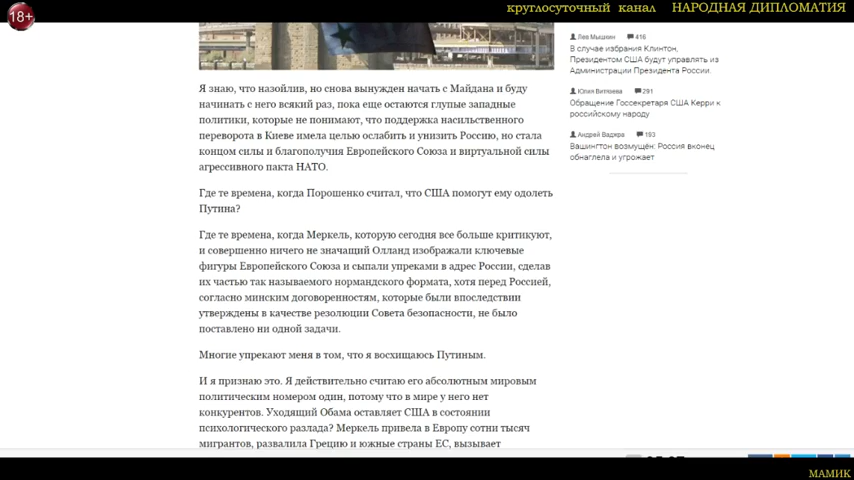 18+
круглосуточный канал НАРОДНАЯ ДИПЛОМАТИЯ
Я знаю, что назойлив, но снова вынужден начать с Майдана и буду
начинать с него всякий раз, пока еще остаются глупые западные
политики, которые не понимают, что поддержка насильственного
переворота в Киеве имела целью ослабить и унизить Россию, но стала
концом силы и благополучия Европейского Союза и виртуальной силы
агрессивного пакта НАТО.
Где те времена, когда Порошенко считал, что США помогут ему одолеть
Путина?
Где те времена, когда Меркель, которую сегодня все больше критикуют,
и совершенно ничего не значащий Олланд изображали ключевые
фигуры Европейского Союза и сыпали упреками в адрес России, сделав
их частью так называемого нормандского формата, хотя перед Россией,
согласно минским договоренностям, которые были впоследствии
утверждены в качестве резолюции Совета безопасности, не было
поставлено ни одной задачи.
Многие упрекают меня в том, что я восхищаюсь Путиным.
И я признаю это. Я действительно считаю его абсолютным мировым
политическим номером один, потому что в мире у него нет
конкурентов. Уходящий Обама оставляет США в состоянии
психологического разлада? Меркель привела в Европу сотни тысяч
мигрантов, развалила Грецию и южные страны ЕС, вызывает
Лев Мышкин 416
В случае избрания Клинтон,
Президентом США будут управлять из
Администрации Президента России.
Юлия Витязева 291
Обращение Госсекретаря США Керри к
российскому народу
Андрей Ваджра 193
Вашингтон возмущён: Россия вконец
обнаглела и угрожает
МАМИК